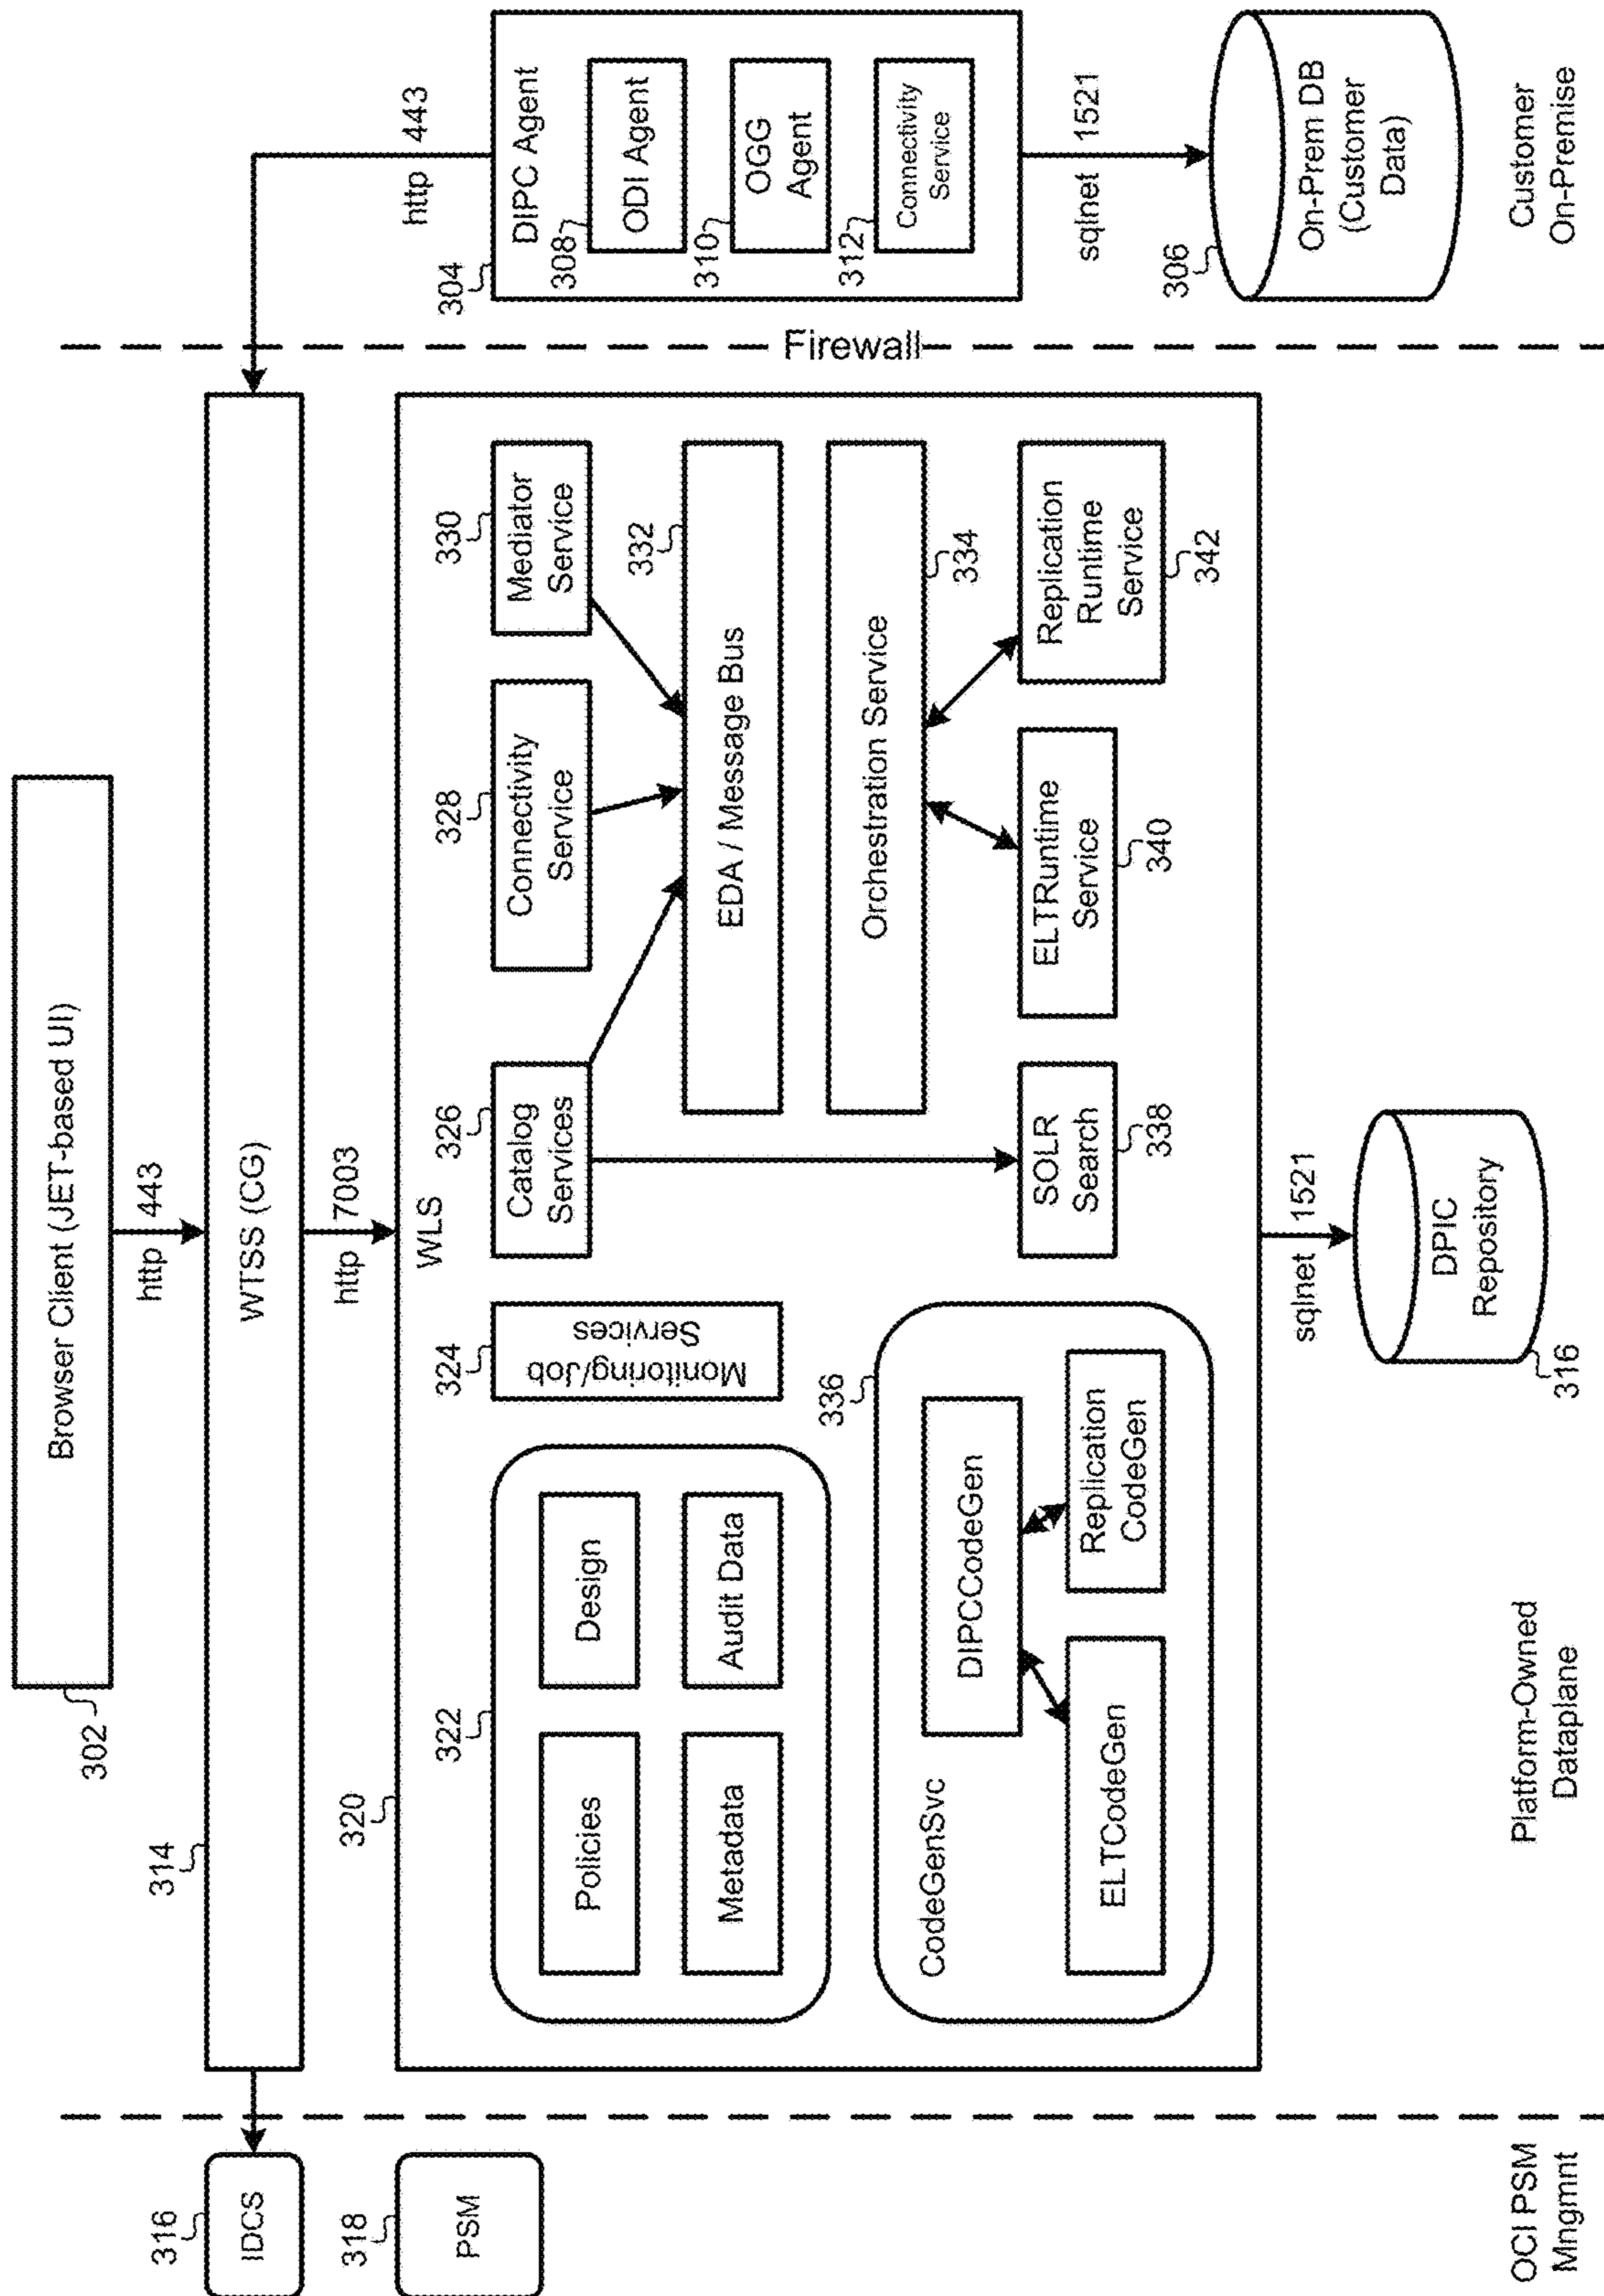 302
Browser Client (JET-based UI)
http
443
314
WTSS (CG)
http
443
316
IDCS
318
PSM
http
7003
320
WLS
322
Policies
Design
Metadata
Audit Data
324
Monitoring/Job
Services
326
Catalog
Services
328
Connectivity
Service
330
Mediator
Service
332
EDA / Message Bus
Orchestration Service
334
336
CodeGenSvc
DIPCCodeGen
ELTCodeGen
Replication
CodeGen
SOLR
Search
338
ELTRuntime
Service
340
Replication
Runtime
Service
342
sqlnet
1521
DPIC
Repository
316
Firewall
304
DIPC Agent
308
ODI Agent
310
OGG
Agent
312
Connectivity
Service
sqlnet
1521
306
On-Prem DB
(Customer
Data)
OCI PSM
Mngmnt
Platform-Owned
Dataplane
Customer
On-Premise